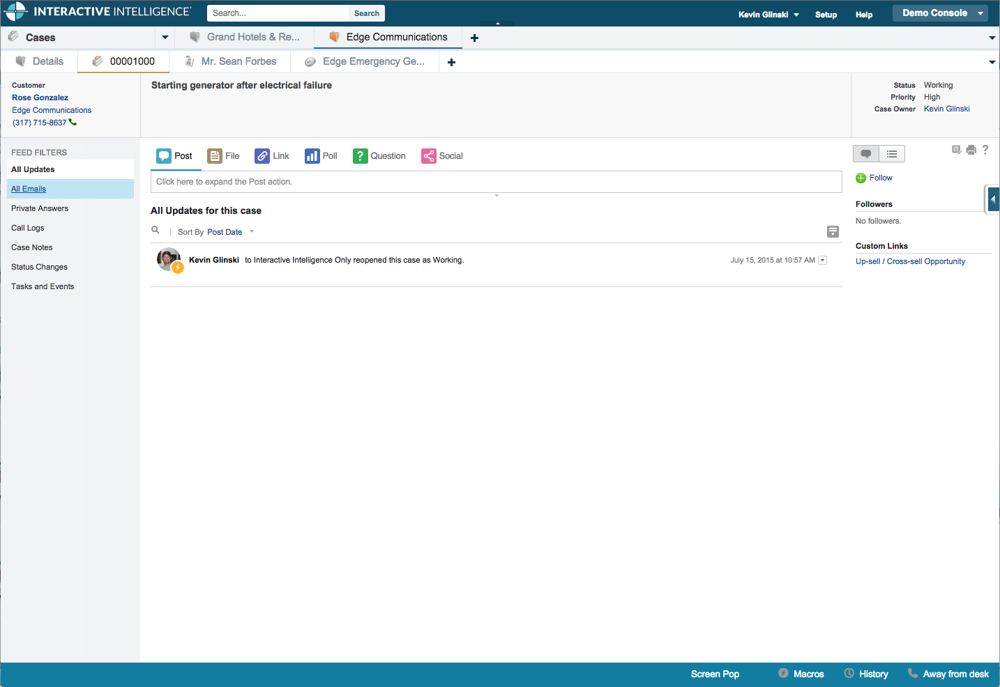 INTERACTIVE INTELLIGENCE®
Search...
Search
Kevin Glinski
Setup
Help
Demo Console
Cases
Grand Hotels & Re...
Edge Communications
Details
00001000
Mr. Sean Forbes
Edge Emergency Ge...
Customer
Rose Gonzalez
Edge Communications
(317) 715-8637
Starting generator after electrical failure
Status Working
Priority High
Case Owner Kevin Glinski
FEED FILTERS
All Updates
All Emails
Private Answers
Call Logs
Case Notes
Status Changes
Tasks and Events
Post
File
Link
Poll
? Question
Social
Click here to expand the Post action.
All Updates for this case
| Sort By Post Date
Kevin Glinski to Interactive Intelligence Only reopened this case as Working.
July 15, 2015 at 10:57 AM
?
Follow
Followers
No followers.
Custom Links
Up-sell / Cross-sell Opportunity
Screen Pop
Macros
History
Away from desk